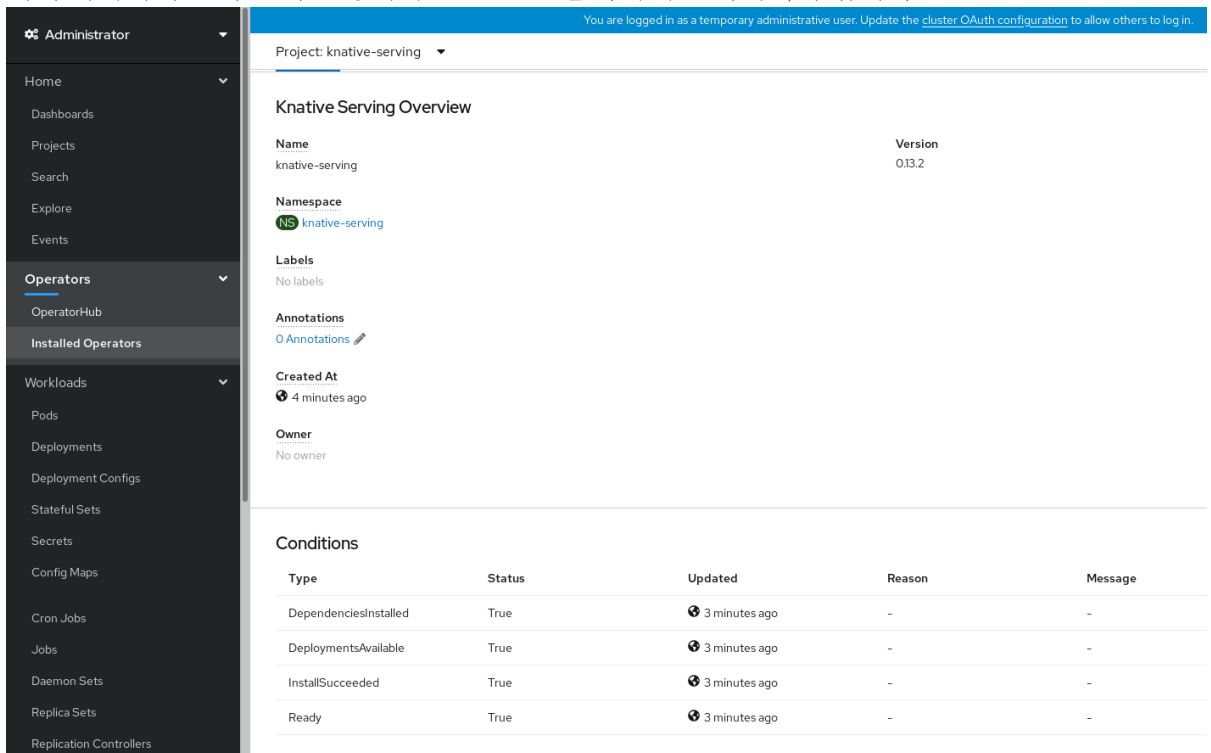 You are logged in as a temporary administrative user. Update the cluster OAuth configuration to allow others to log in.
Administrator
Home
Dashboards
Projects
Search
Explore
Events
Operators
OperatorHub
Installed Operators
Workloads
Pods
Deployments
Deployment Configs
Stateful Sets
Secrets
Config Maps
Cron Jobs
Jobs
Daemon Sets
Replica Sets
Replication Controllers
Project: knative-serving
Knative Serving Overview
Name
knative-serving
Version
0.13.2
Namespace
NS knative-serving
Labels
No labels
Annotations
0 Annotations
Created At
4 minutes ago
Owner
No owner
Conditions
Type Status Updated Reason Message
DependenciesInstalled True 3 minutes ago - -
DeploymentsAvailable True 3 minutes ago - -
InstallSucceeded True 3 minutes ago - -
Ready True 3 minutes ago - -